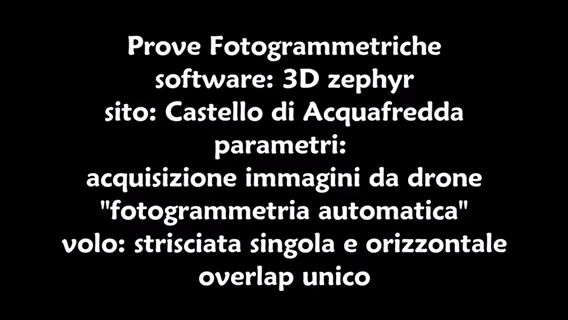 Prove Fotogrammetriche
software: 3D zephyr
sito: Castello di Acquafredda
parametri:
acquisizione immagini da drone
"fotogrammetria automatica"
volo: strisciata singola e orizzontale
overlap unico